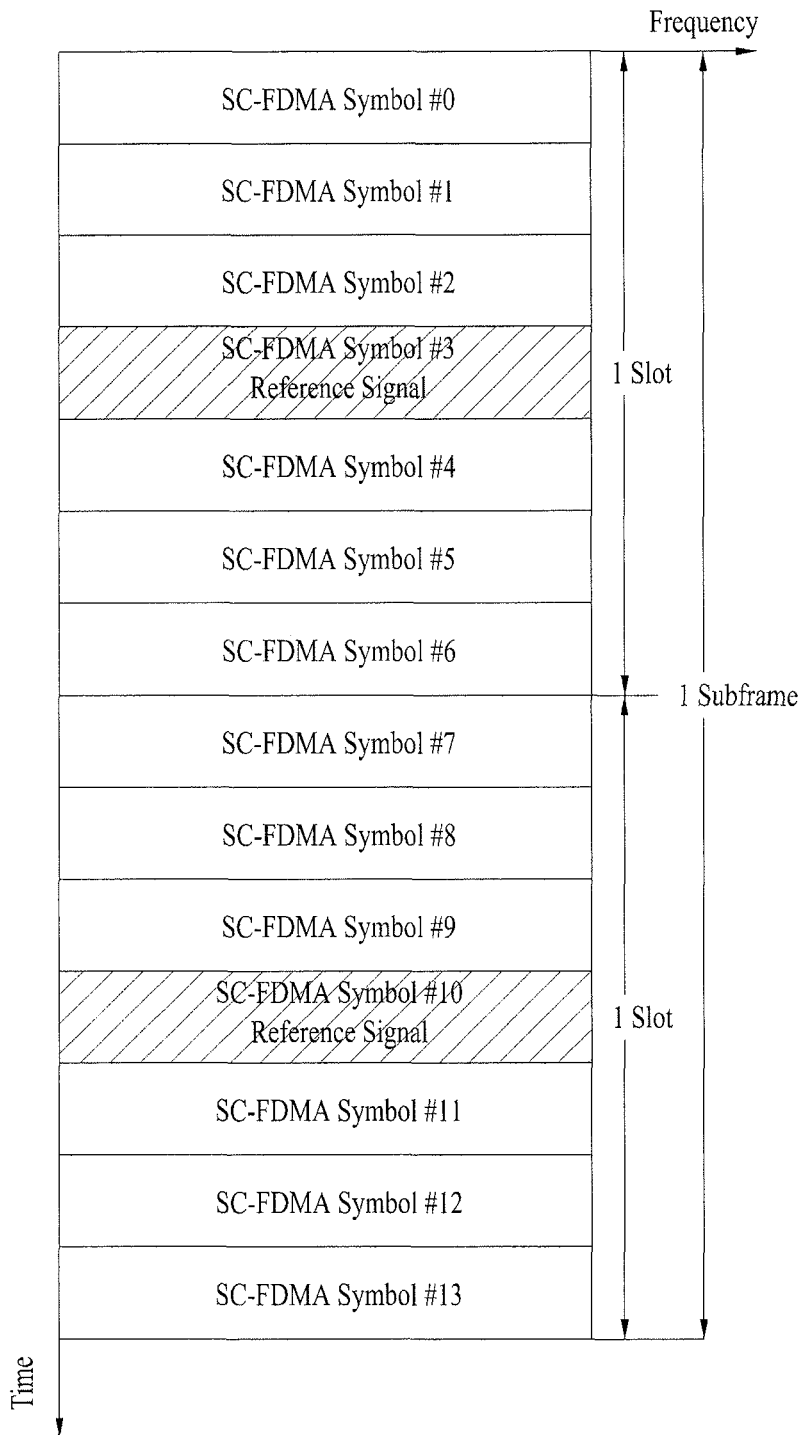 Frequency
SC-FDMA Symbol #0
SC-FDMA Symbol #1
SC-FDMA Symbol #2
SC-FDMA Symbol #3
Reference Signal
1 Slot
SC-FDMA Symbol #4
SC-FDMA Symbol #5
SC-FDMA Symbol #6
1 Subframe
SC-FDMA Symbol #7
SC-FDMA Symbol #8
SC-FDMA Symbol #9
SC-FDMA Symbol #10
Reference Signal
1 Slot
SC-FDMA Symbol #11
SC-FDMA Symbol #12
SC-FDMA Symbol #13
Time